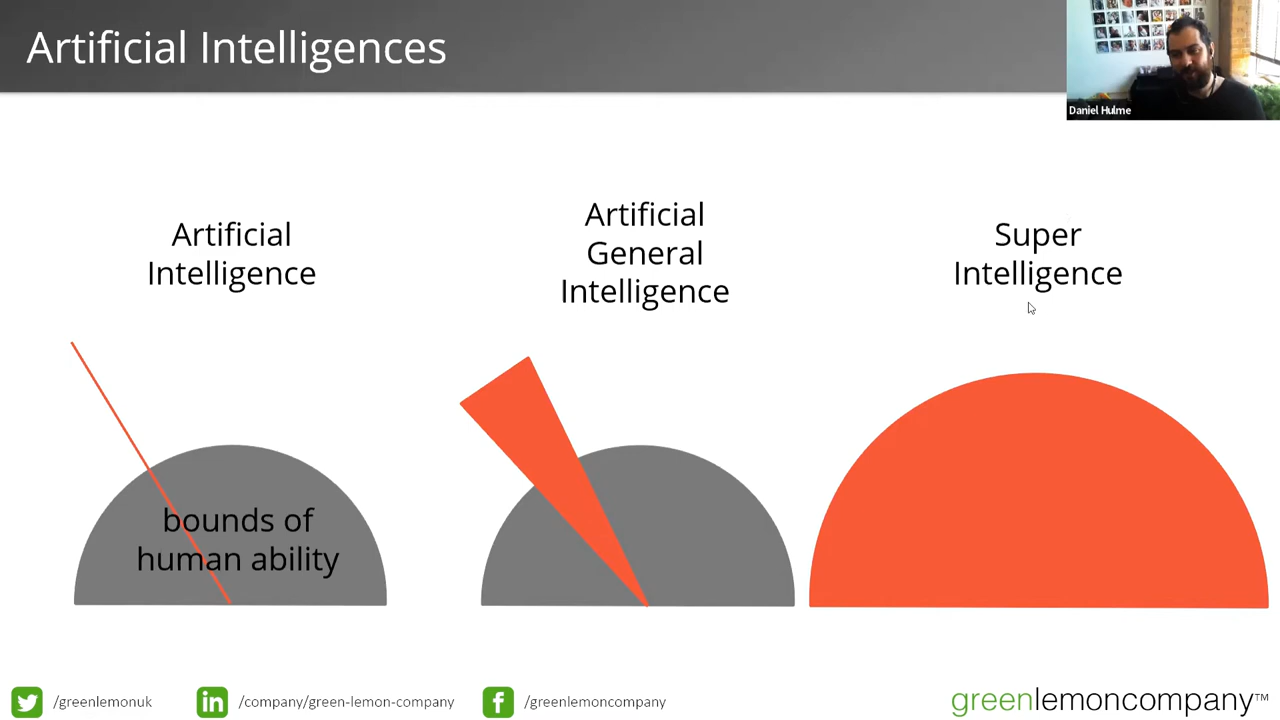 Artificial Intelligences
Daniel Hulme
Artificial
Intelligence
Artificial
General
Intelligence
Super
Intelligence
bounds of
human ability
/greenlemonuk
/company/green-lemon-company
/greenlemoncompany
greenlemoncompany™